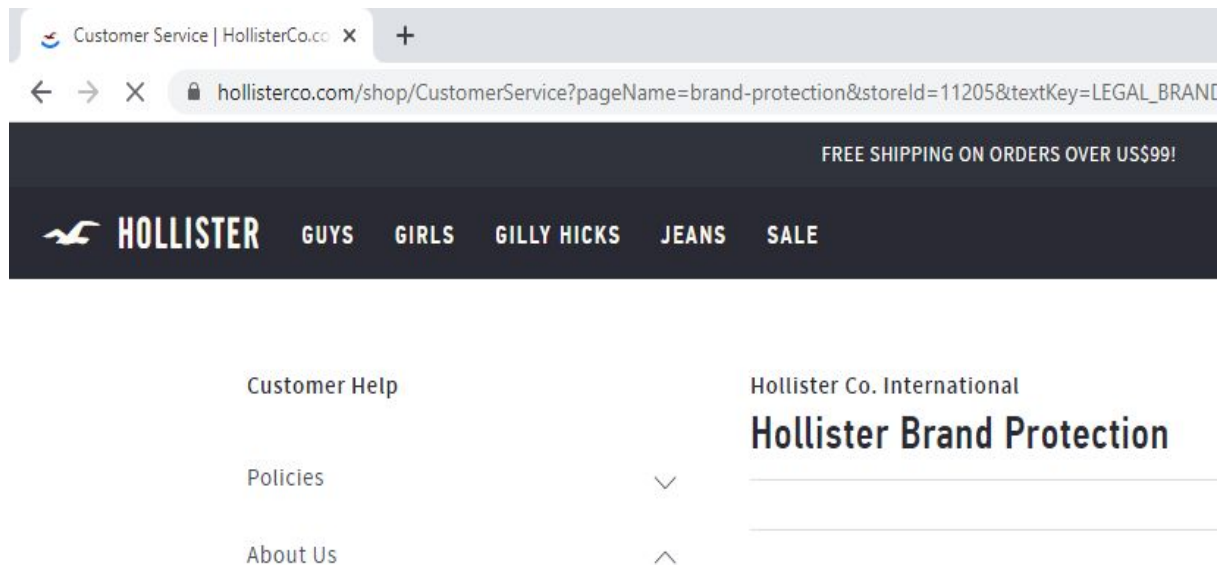 Customer Service | HollisterCo.co
hollisterco.com/shop/CustomerService?pageName=brand-protection&storeId=11205&textKey=LEGAL_BRAND
FREE SHIPPING ON ORDERS OVER US$99!
HOLLISTER GUYS GIRLS GILLY HICKS JEANS SALE
Customer Help
Hollister Co. International
Hollister Brand Protection
Policies
About Us